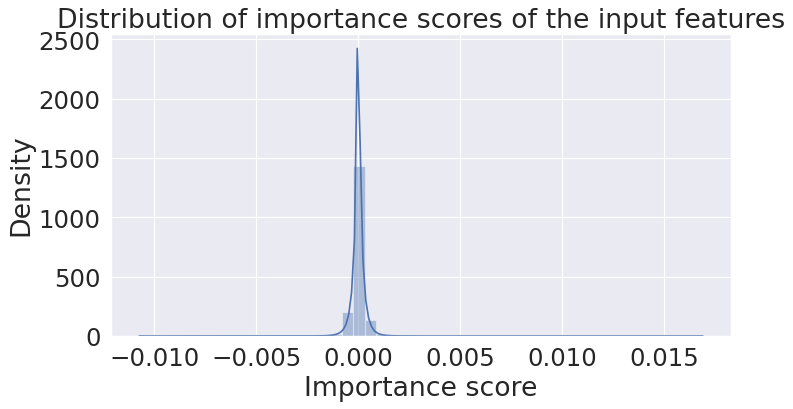 Distribution of importance scores of the input features
2500
2000
1500
1000
500
0
Density
−0.010 −0.005 0.000 0.005 0.010 0.015
Importance score